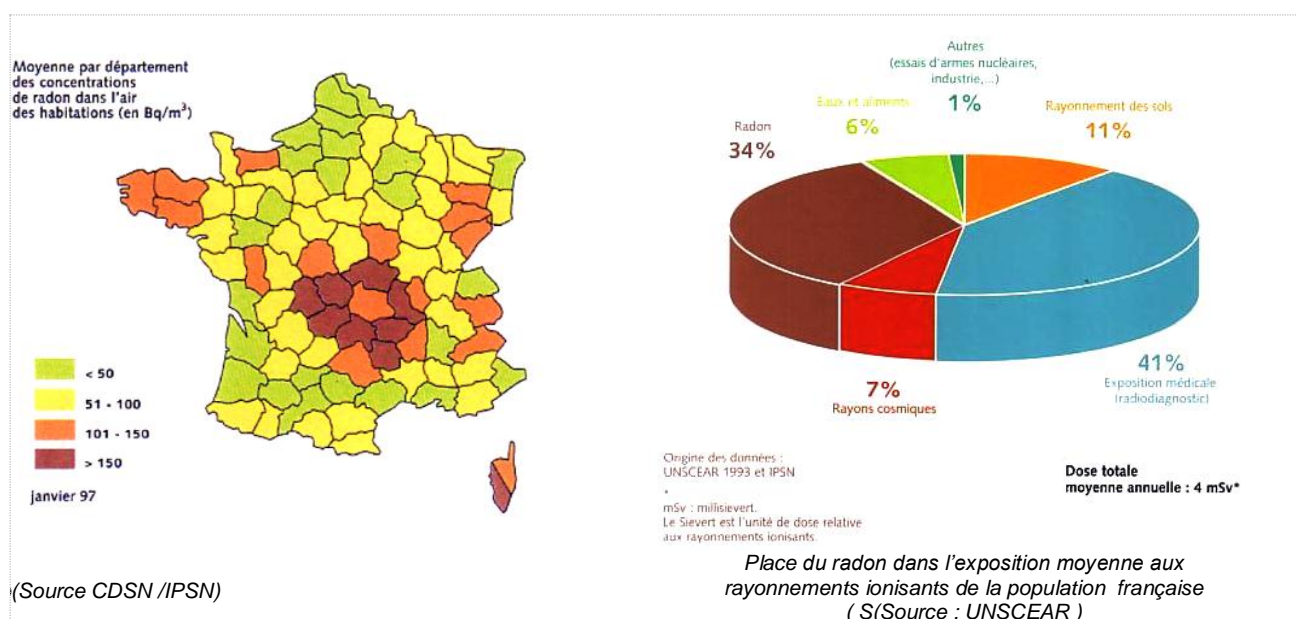 Moyenne par département
des concentrations
de radon dans l'air
des habitations (en Bq/m³)
< 50
51 - 100
101 - 150
> 150
janvier 97
(Source CDSN /IPSN)
Autres
(essais d'armes nucléaires,
industrie,...)
1%
Eaux et aliments
6%
Rayonnement des sols
11%
Radon
34%
41%
Exposition médicale
(radiodiagnostic)
7%
Rayons cosmiques
Origine des données :
UNSCEAR 1993 et IPSN
*
mSv : millisievert.
Le Sievert est l'unité de dose relative
aux rayonnements ionisants.
Dose totale
moyenne annuelle : 4 mSv*
Place du radon dans l'exposition moyenne aux
rayonnements ionisants de la population française
( S(Source : UNSCEAR )